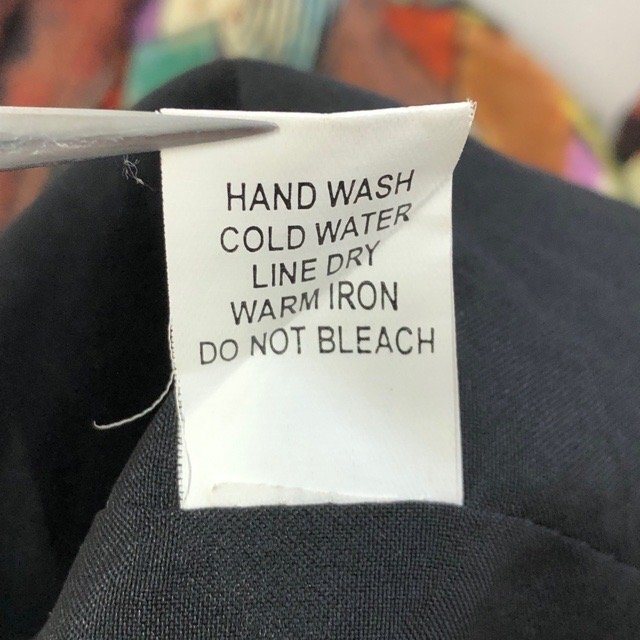 HAND WASH
COLD WATER
LINE DRY
WARM IRON
DO NOT BLEACH